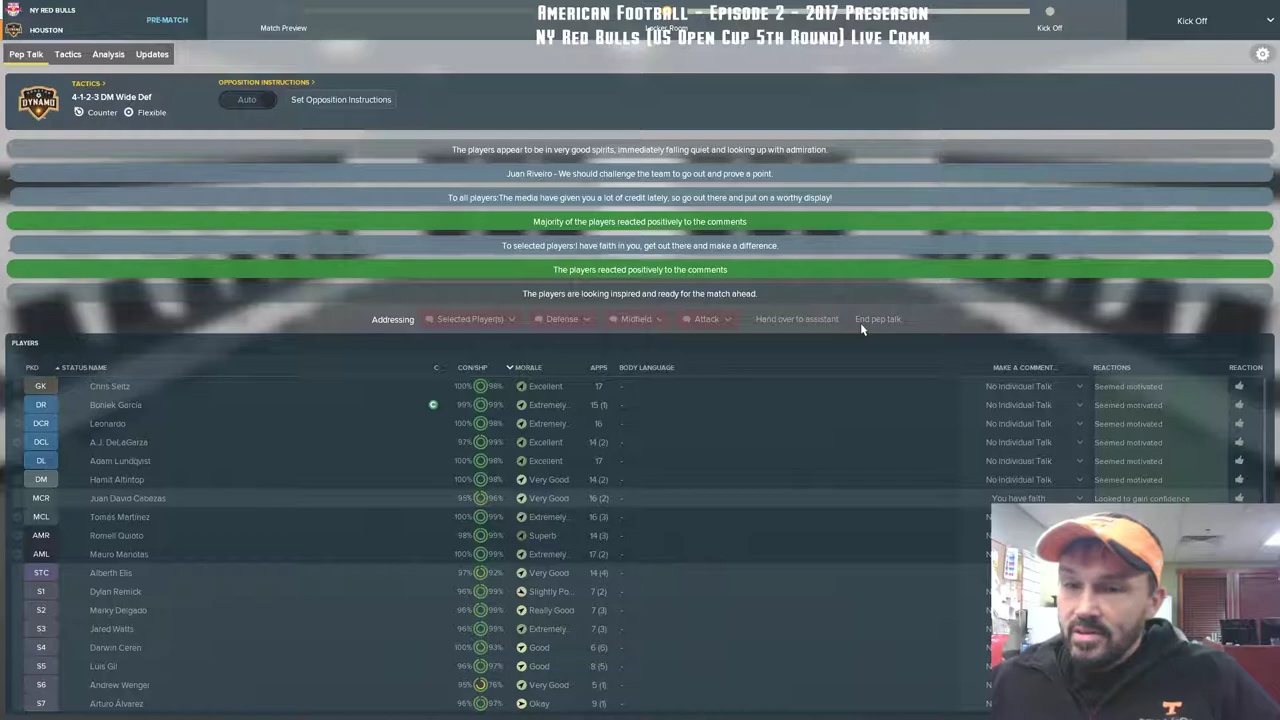 NY RED BULLS
HOUSTON
PRE-MATCH
Match Preview
Locker Room
Kick Off
Kick Off
American Football - Episode 2 - 2017 Preseason
NY Red Bulls (US Open Cup 5th Round) Live Comm
Pep Talk Tactics Analysis Updates
DYNAMO
TACTICS >
4-1-2-3 DM Wide Def
Counter Flexible
OPPOSITION INSTRUCTIONS >
Auto Set Opposition Instructions
The players appear to be in very good spirits, immediately falling quiet and looking up with admiration.
Juan Riveiro - We should challenge the team to go out and prove a point.
To all players:The media have given you a lot of credit lately, so go out there and put on a worthy display!
Majority of the players reacted positively to the comments
To selected players:I have faith in you, get out there and make a difference.
The players reacted positively to the comments
The players are looking inspired and ready for the match ahead.
Addressing Selected Player(s) Defense Midfield Attack Hand over to assistant End pep talk.
PLAYERS
PKD STATUS NAME C... CON/SHP MORALE APPS BODY LANGUAGE MAKE A COMMENT... REACTIONS REACTION
GK Chris Seitz 100% 98% Excellent 17 - No Individual Talk Seemed motivated
DR Boniek García C 99% 99% Extremely... 15 (1) - No Individual Talk Seemed motivated
DCR Leonardo 100% 98% Extremely... 16 - No Individual Talk Seemed motivated
DCL A.J. DeLaGarza 97% 99% Excellent 14 (2) - No Individual Talk Seemed motivated
DL Adam Lundqvist 100% 98% Excellent 17 - No Individual Talk Seemed motivated
DM Hamit Altintop 100% 98% Very Good 14 (2) - No Individual Talk Seemed motivated
MCR Juan David Cabezas 95% 96% Very Good 16 (2) - You have faith Looked to gain confidence
MCL Tomás Martínez 100% 99% Extremely... 16 (3) - N
AMR Romell Quioto 98% 99% Superb 14 (3) - N
AML Mauro Manotas 100% 99% Extremely... 17 (2) - N
STC Alberth Elis 97% 92% Very Good 14 (4) - N
S1 Dylan Remick 96% 99% Slightly Po... 7 (2) - N
S2 Marky Delgado 96% 99% Really Good 7 (3) - N
S3 Jared Watts 96% 99% Extremely... 7 (3) - N
S4 Darwin Ceren 100% 93% Good 6 (6) - N
S5 Luis Gil 96% 97% Good 8 (5) - N
S6 Andrew Wenger 95% 76% Very Good 5 (1) - N
S7 Arturo Álvarez 96% 97% Okay 9 (1) - N